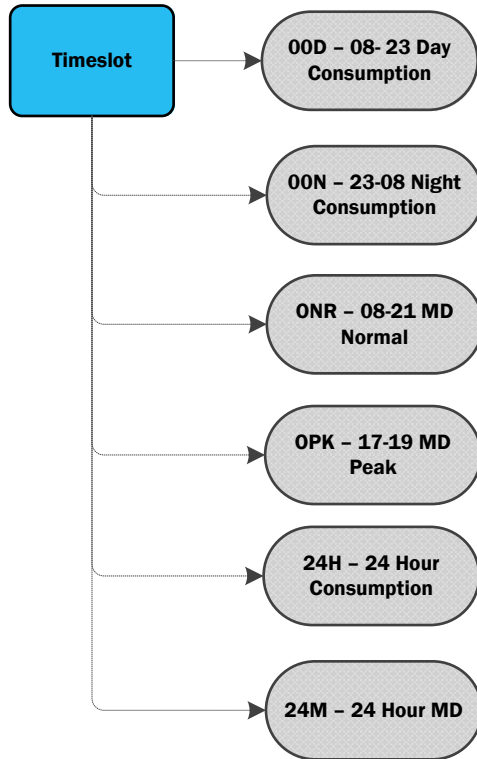 Timeslot
00D – 08- 23 Day
Consumption
00N – 23-08 Night
Consumption
0NR – 08-21 MD
Normal
0PK – 17-19 MD
Peak
24H – 24 Hour
Consumption
24M – 24 Hour MD